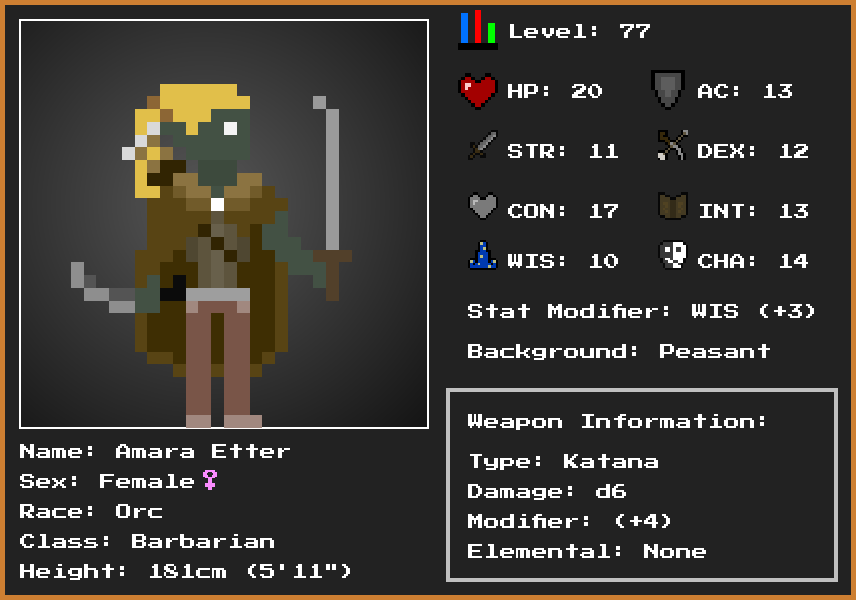 Level: 77
HP: 20 AC: 13
STR: 11 DEX: 12
CON: 17 INT: 13
WIS: 10 CHA: 14
Stat Modifier: WIS (+3)
Background: Peasant
Weapon Information:
Type: Katana
Damage: d6
Modifier: (+4)
Elemental: None
Name: Amara Etter
Sex: Female♀
Race: Orc
Class: Barbarian
Height: 181cm (5'11")